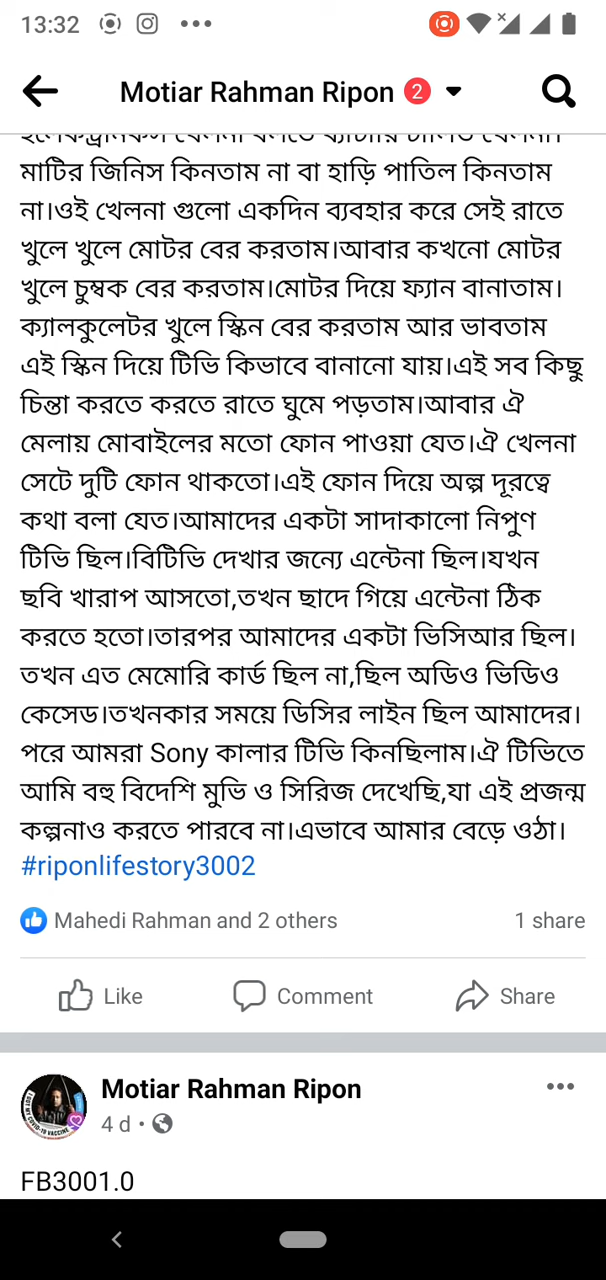 13:32
Motiar Rahman Ripon 2
মাটির জিনিস কিনতাম না বা হাড়ি পাতিল কিনতাম
না।ওই খেলনা গুলো একদিন ব্যবহার করে সেই রাতে
খুলে খুলে মোটর বের করতাম।আবার কখনো মোটর
খুলে চুম্বক বের করতাম।মোটর দিয়ে ফ্যান বানাতাম।
ক্যালকুলেটর খুলে স্কিন বের করতাম আর ভাবতাম
এই স্কিন দিয়ে টিভি কিভাবে বানানো যায়।এই সব কিছু
চিন্তা করতে করতে রাতে ঘুমে পড়তাম।আবার ঐ
মেলায় মোবাইলের মতো ফোন পাওয়া যেত।ঐ খেলনা
সেটে দুটি ফোন থাকতো।এই ফোন দিয়ে অল্প দূরত্বে
কথা বলা যেত।আমাদের একটা সাদাকালো নিপুণ
টিভি ছিল।বিটিভি দেখার জন্যে এন্টেনা ছিল।যখন
ছবি খারাপ আসতো,তখন ছাদে গিয়ে এন্টেনা ঠিক
করতে হতো।তারপর আমাদের একটা ভিসিআর ছিল।
তখন এত মেমোরি কার্ড ছিল না,ছিল অডিও ভিডিও
কেসেড।তখনকার সময়ে ডিসির লাইন ছিল আমাদের।
পরে আমরা Sony কালার টিভি কিনছিলাম।ঐ টিভিতে
আমি বহু বিদেশি মুভি ও সিরিজ দেখেছি,যা এই প্রজন্ম
কল্পনাও করতে পারবে না।এভাবে আমার বেড়ে ওঠা।
#riponlifestory3002
Mahedi Rahman and 2 others 1 share
Like Comment Share
Motiar Rahman Ripon
4 d
FB3001.0